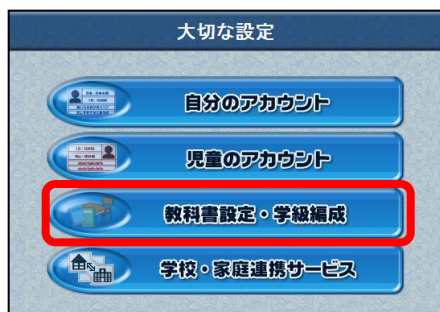 大切な設定
自分のアカウント
児童のアカウント
教科書設定・学級編成
学校・家庭連携サービス